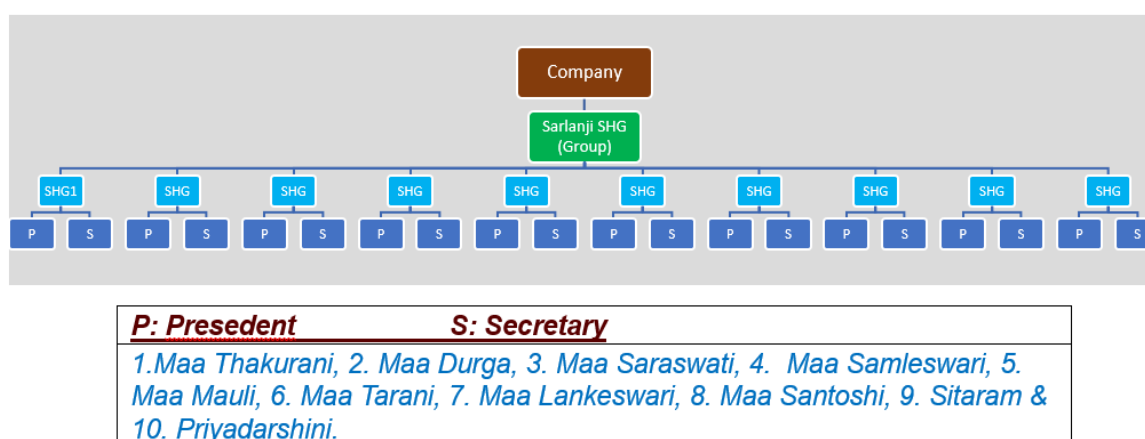 Company
Sarlanji SHG
(Group)
SHG1 SHG SHG SHG SHG SHG SHG SHG SHG SHG
P S P S P S P S P S P S P S P S P S P S
P: Presedent S: Secretary
1.Maa Thakurani, 2. Maa Durga, 3. Maa Saraswati, 4. Maa Samleswari, 5.
Maa Mauli, 6. Maa Tarani, 7. Maa Lankeswari, 8. Maa Santoshi, 9. Sitaram &
10. Priyadarshini.